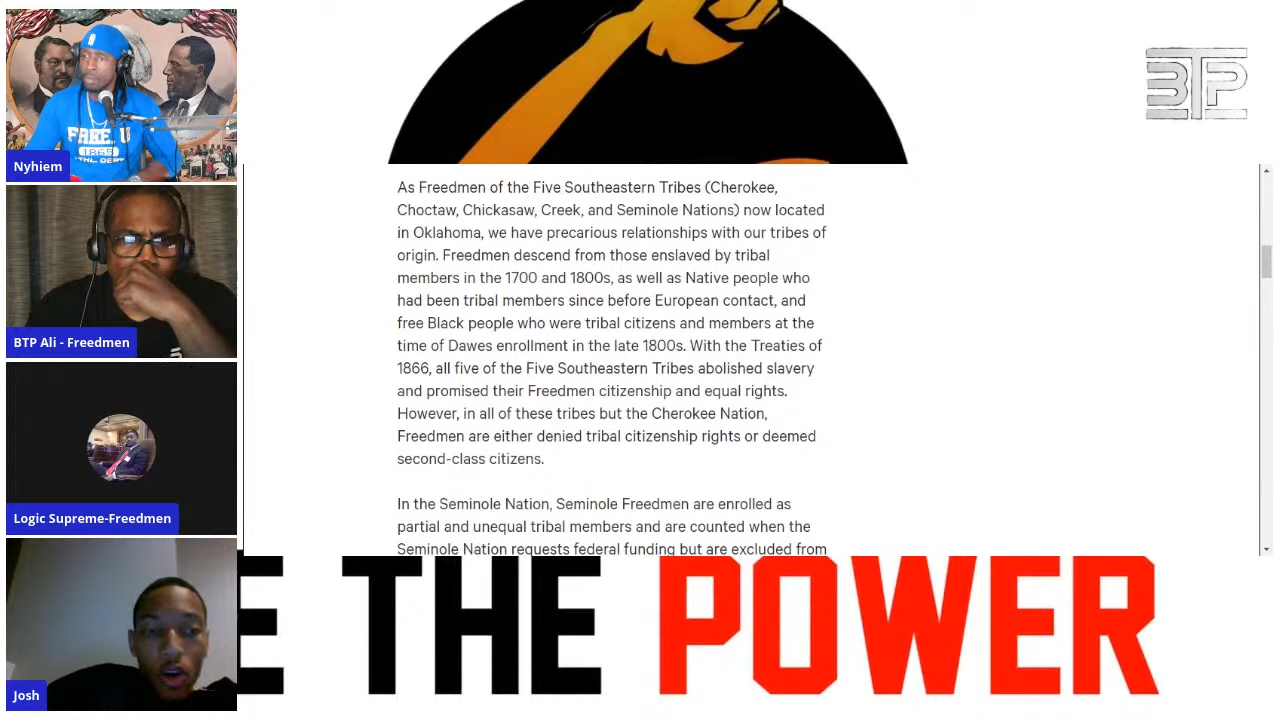 BTP
FREE U
1865
Nyhiem
BTP Ali - Freedmen
Logic Supreme-Freedmen
Josh
As Freedmen of the Five Southeastern Tribes (Cherokee,
Choctaw, Chickasaw, Creek, and Seminole Nations) now located
in Oklahoma, we have precarious relationships with our tribes of
origin. Freedmen descend from those enslaved by tribal
members in the 1700 and 1800s, as well as Native people who
had been tribal members since before European contact, and
free Black people who were tribal citizens and members at the
time of Dawes enrollment in the late 1800s. With the Treaties of
1866, all five of the Five Southeastern Tribes abolished slavery
and promised their Freedmen citizenship and equal rights.
However, in all of these tribes but the Cherokee Nation,
Freedmen are either denied tribal citizenship rights or deemed
second-class citizens.
In the Seminole Nation, Seminole Freedmen are enrolled as
partial and unequal tribal members and are counted when the
Seminole Nation requests federal funding but are excluded from
E THE POWER